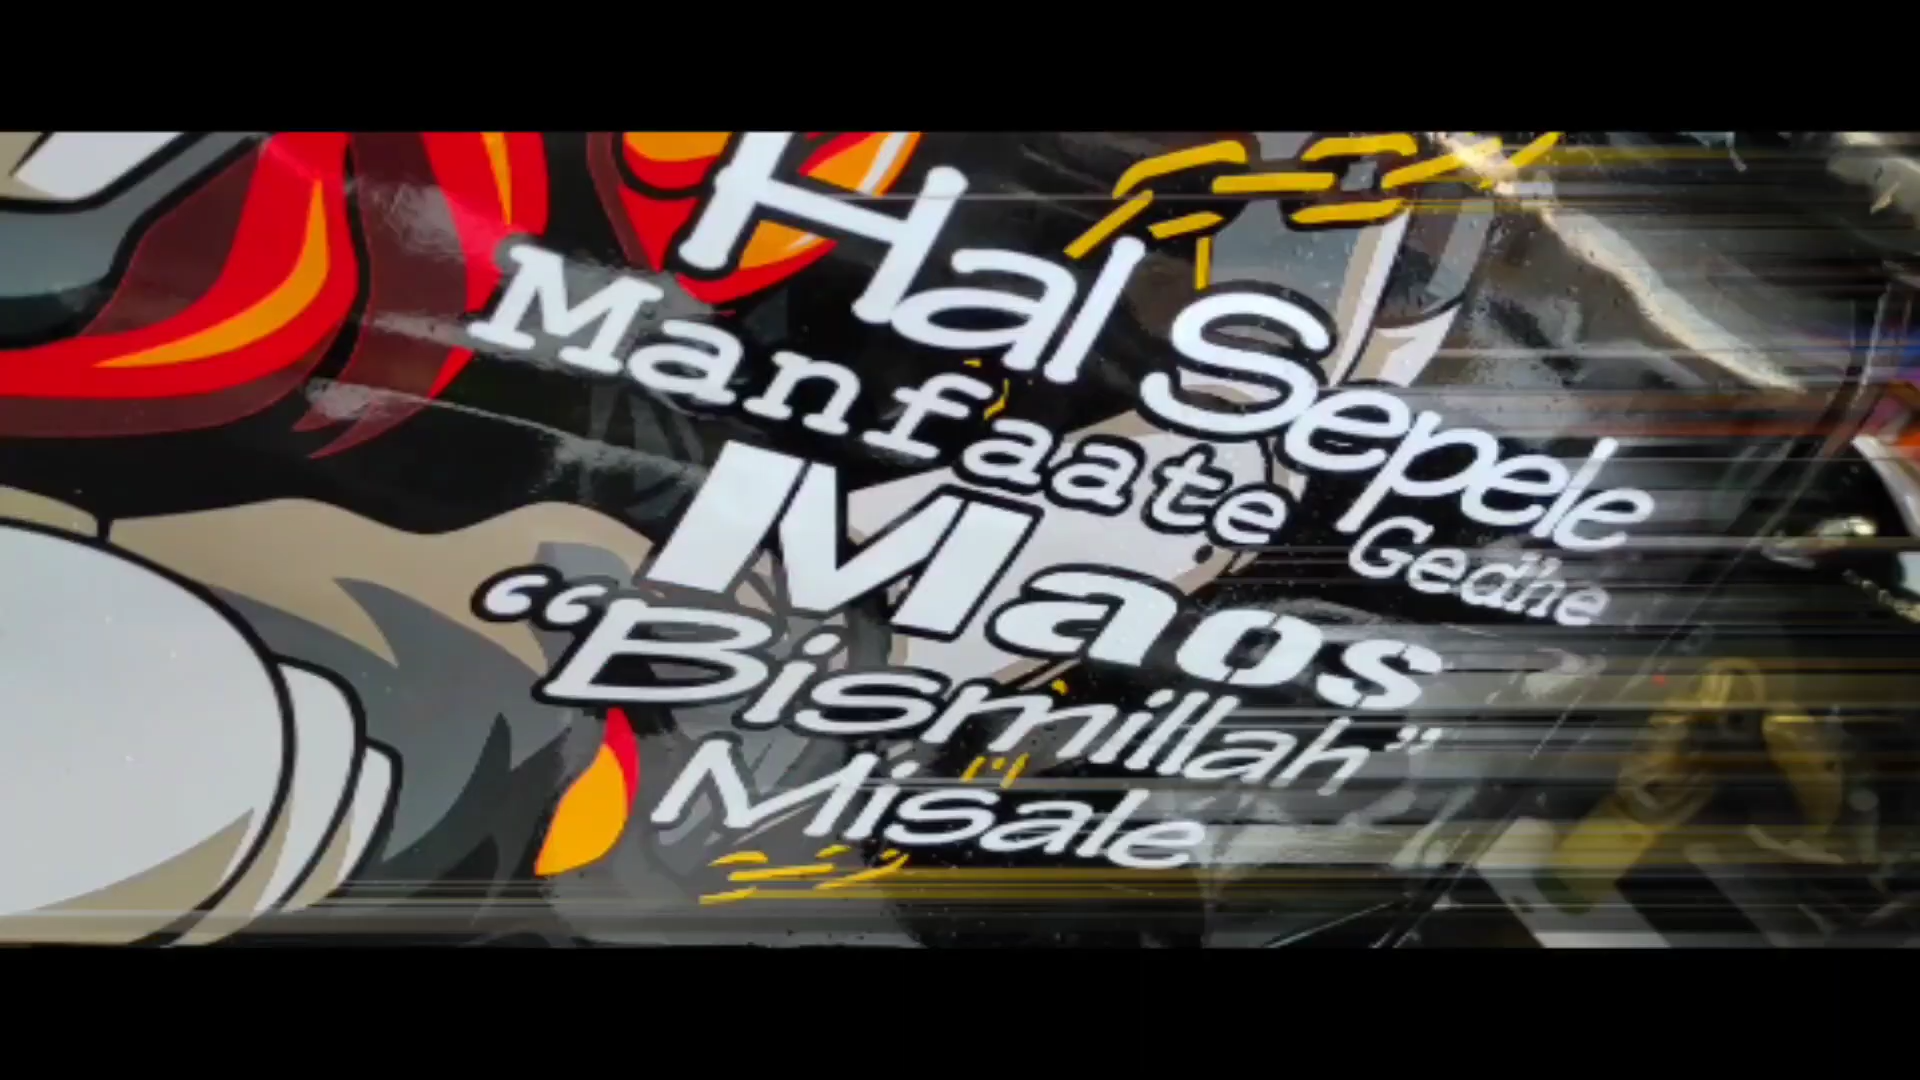 Hal Sepele
Manfaate Gedhe
Maos
“Bismillah”
Misale